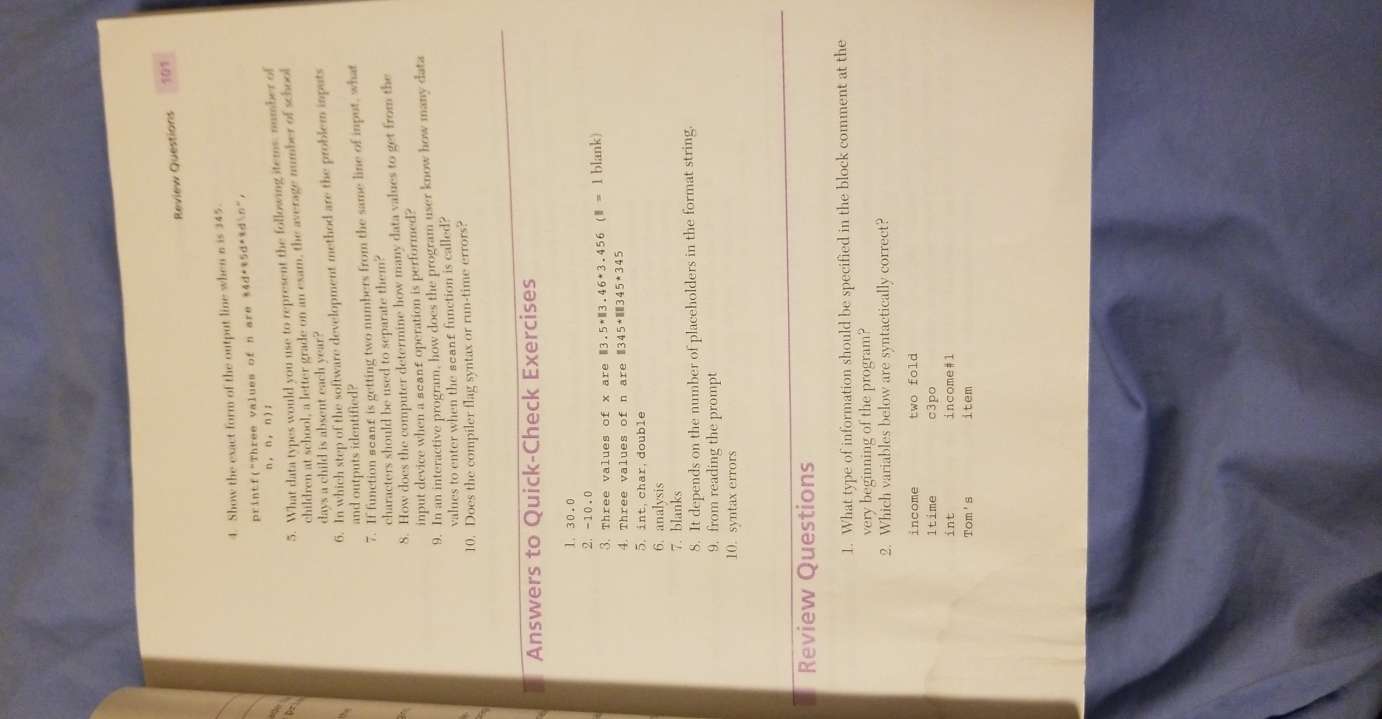 Review Questions 101
4. Show the exact form of the output line when n is 345.
printf("Three values of n are %4d*%5d*%d\n",
n, n, n);
5. What data types would you use to represent the following items: number of
children at school, a letter grade on an exam, the average number of school
days a child is absent each year?
6. In which step of the software development method are the problem inputs
and outputs identified?
7. If function scanf is getting two numbers from the same line of input, what
characters should be used to separate them?
8. How does the computer determine how many data values to get from the
input device when a scanf operation is performed?
9. In an interactive program, how does the program user know how many data
values to enter when the scanf function is called?
10. Does the compiler flag syntax or run-time errors?
Answers to Quick-Check Exercises
1. 30.0
2. -10.0
3. Three values of x are ▮3.5*▮3.46*3.456 (▮ = 1 blank)
4. Three values of n are ▮345*▮▮345*345
5. int, char, double
6. analysis
7. blanks
8. It depends on the number of placeholders in the format string.
9. from reading the prompt
10. syntax errors
Review Questions
1. What type of information should be specified in the block comment at the
very beginning of the program?
2. Which variables below are syntactically correct?
income two fold
1time c3po
int income#1
Tom's item